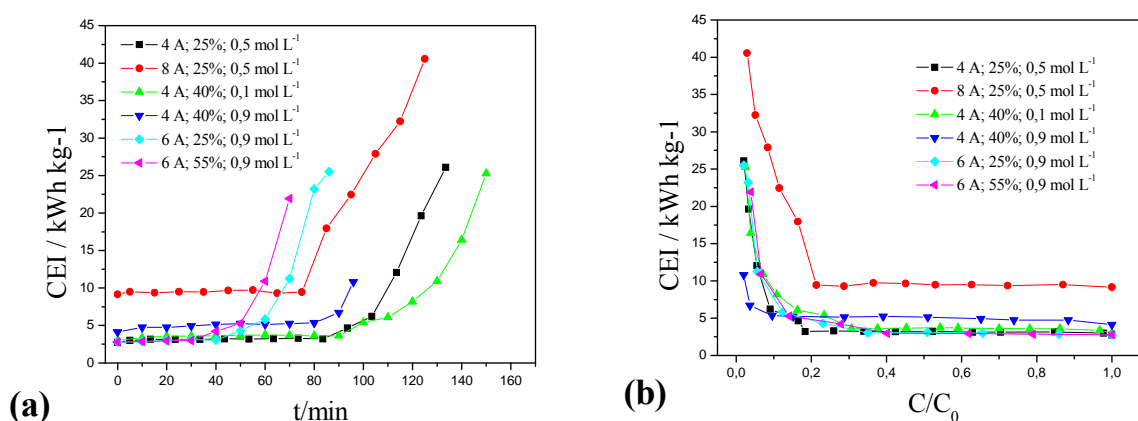 45
40
35
30
25
20
15
10
5
0
CEI / kWh kg-1
4 A; 25%; 0,5 mol L⁻¹
8 A; 25%; 0,5 mol L⁻¹
4 A; 40%; 0,1 mol L⁻¹
4 A; 40%; 0,9 mol L⁻¹
6 A; 25%; 0,9 mol L⁻¹
6 A; 55%; 0,9 mol L⁻¹
0 20 40 60 80 100 120 140 160
t/min
(a)
45
40
35
30
25
20
15
10
5
0
CEI / kWh kg-1
4 A; 25%; 0,5 mol L⁻¹
8 A; 25%; 0,5 mol L⁻¹
4 A; 40%; 0,1 mol L⁻¹
4 A; 40%; 0,9 mol L⁻¹
6 A; 25%; 0,9 mol L⁻¹
6 A; 55%; 0,9 mol L⁻¹
0,0 0,2 0,4 0,6 0,8 1,0
C/C₀
(b)